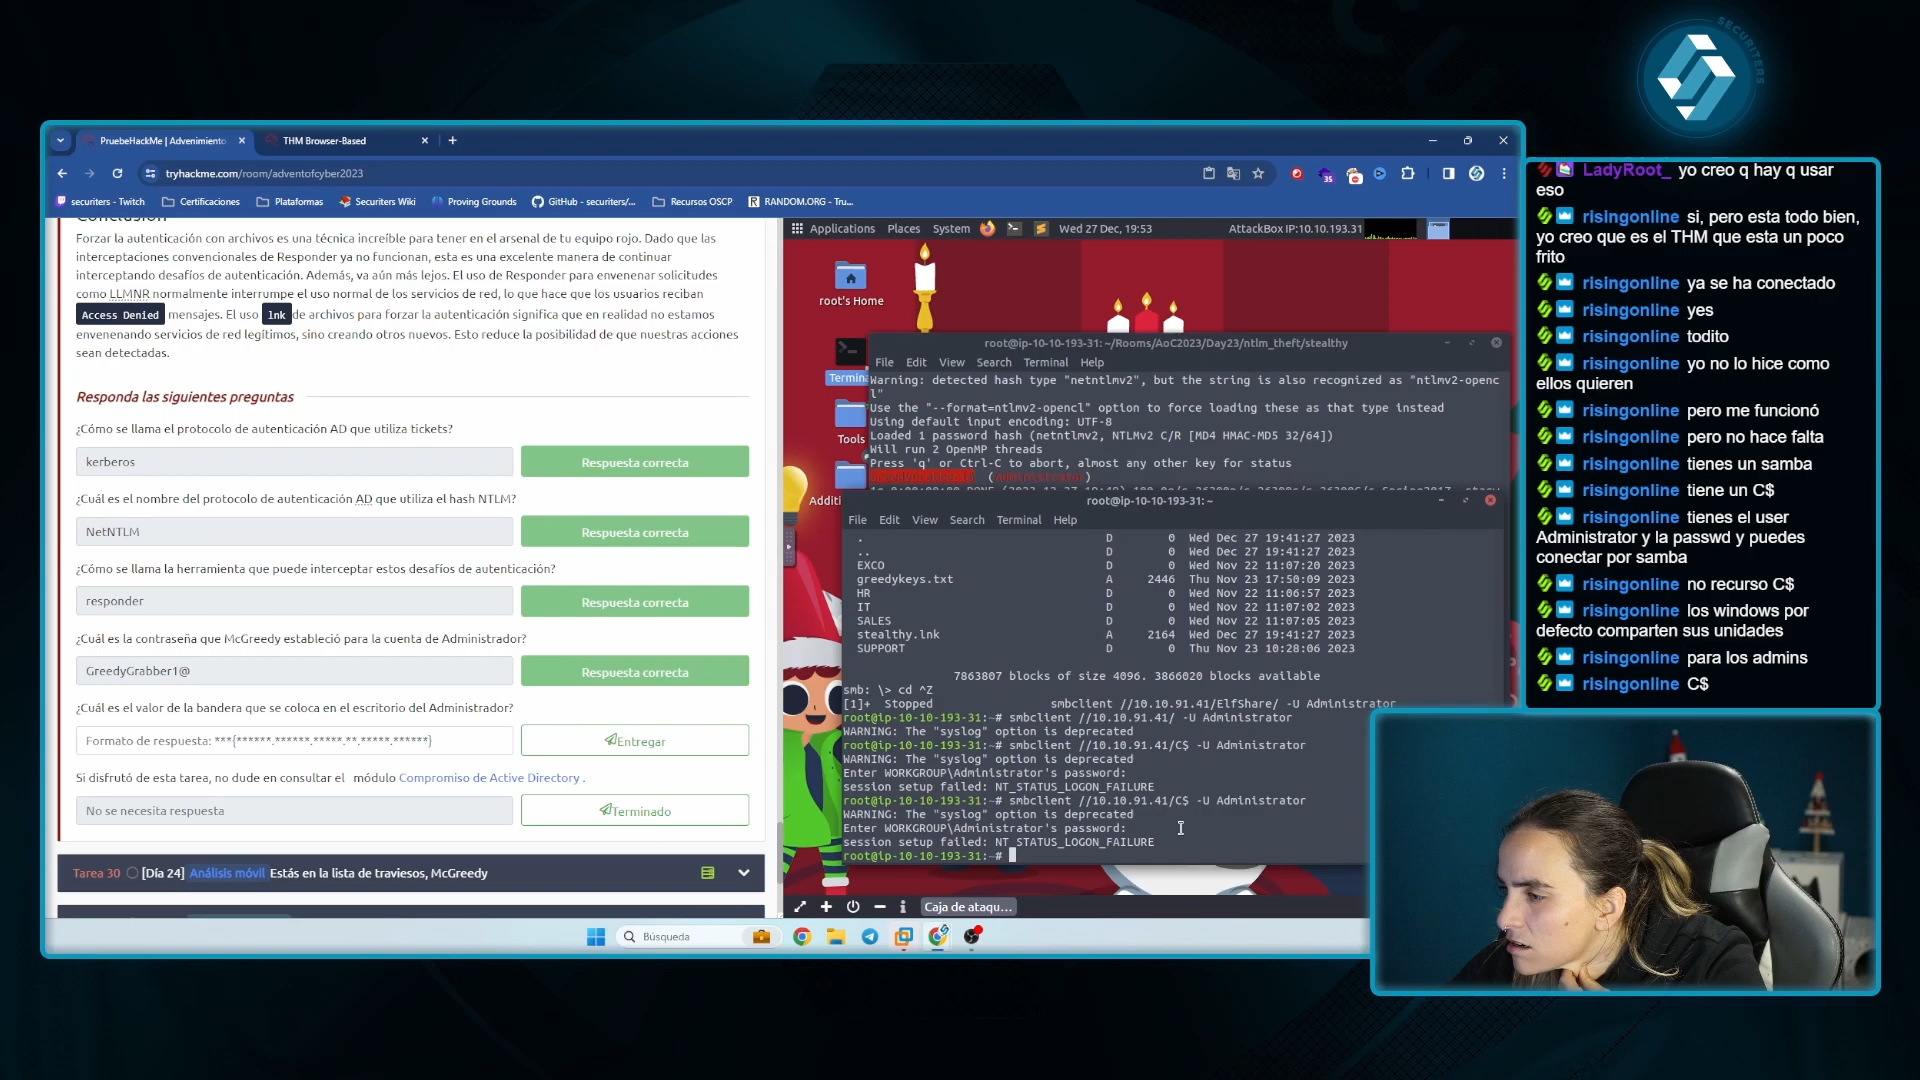 SECURITERS
PruebeHackMe | Advenimiento
THM Browser-Based
tryhackme.com/room/adventofcyber2023
securiters - Twitch
Certificaciones
Plataformas
Securiters Wiki
Proving Grounds
GitHub - securiters/...
Recursos OSCP
RANDOM.ORG - Tru...
Conclusión
Forzar la autenticación con archivos es una técnica increíble para tener en el arsenal de tu equipo rojo. Dado que las
interceptaciones convencionales de Responder ya no funcionan, esta es una excelente manera de continuar
interceptando desafíos de autenticación. Además, va aún más lejos. El uso de Responder para envenenar solicitudes
como LLMNR normalmente interrumpe el uso normal de los servicios de red, lo que hace que los usuarios reciban
Access Denied mensajes. El uso lnk de archivos para forzar la autenticación significa que en realidad no estamos
envenenando servicios de red legítimos, sino creando otros nuevos. Esto reduce la posibilidad de que nuestras acciones
sean detectadas.
Responda las siguientes preguntas
¿Cómo se llama el protocolo de autenticación AD que utiliza tickets?
kerberos
Respuesta correcta
¿Cuál es el nombre del protocolo de autenticación AD que utiliza el hash NTLM?
NetNTLM
Respuesta correcta
¿Cómo se llama la herramienta que puede interceptar estos desafíos de autenticación?
responder
Respuesta correcta
¿Cuál es la contraseña que McGreedy estableció para la cuenta de Administrador?
GreedyGrabber1@
Respuesta correcta
¿Cuál es el valor de la bandera que se coloca en el escritorio del Administrador?
Formato de respuesta: ***{******.******.*****.**.*****.******}
Entregar
Si disfrutó de esta tarea, no dude en consultar el módulo Compromiso de Active Directory .
No se necesita respuesta
Terminado
Tarea 30 [Día 24] Análisis móvil Estás en la lista de traviesos, McGreedy
Applications Places System
Wed 27 Dec, 19:53
AttackBox IP:10.10.193.31
root's Home
Termina
Tools
Additi
root@ip-10-10-193-31: ~/Rooms/AoC2023/Day23/ntlm_theft/stealthy
File Edit View Search Terminal Help
Warning: detected hash type "netntlmv2", but the string is also recognized as "ntlmv2-openc
l"
Use the "--format=ntlmv2-opencl" option to force loading these as that type instead
Using default input encoding: UTF-8
Loaded 1 password hash (netntlmv2, NTLMv2 C/R [MD4 HMAC-MD5 32/64])
Will run 2 OpenMP threads
Press 'q' or Ctrl-C to abort, almost any other key for status
(Administrator)
root@ip-10-10-193-31: ~
File Edit View Search Terminal Help
. D 0 Wed Dec 27 19:41:27 2023
.. D 0 Wed Dec 27 19:41:27 2023
EXCO D 0 Wed Nov 22 11:07:20 2023
greedykeys.txt A 2446 Thu Nov 23 17:50:09 2023
HR D 0 Wed Nov 22 11:06:57 2023
IT D 0 Wed Nov 22 11:07:02 2023
SALES D 0 Wed Nov 22 11:07:05 2023
stealthy.lnk A 2164 Wed Dec 27 19:41:27 2023
SUPPORT D 0 Thu Nov 23 10:28:06 2023
7863807 blocks of size 4096. 3866020 blocks available
smb: \> cd ^Z
[1]+ Stopped smbclient //10.10.91.41/ElfShare/ -U Administrator
root@ip-10-10-193-31:~# smbclient //10.10.91.41/ -U Administrator
WARNING: The "syslog" option is deprecated
root@ip-10-10-193-31:~# smbclient //10.10.91.41/C$ -U Administrator
WARNING: The "syslog" option is deprecated
Enter WORKGROUP\Administrator's password:
session setup failed: NT_STATUS_LOGON_FAILURE
root@ip-10-10-193-31:~# smbclient //10.10.91.41/C$ -U Administrator
WARNING: The "syslog" option is deprecated
Enter WORKGROUP\Administrator's password:
session setup failed: NT_STATUS_LOGON_FAILURE
root@ip-10-10-193-31:~#
Caja de ataqu...
Búsqueda
LadyRoot_ yo creo q hay q usar
eso
risingonline si, pero esta todo bien,
yo creo que es el THM que esta un poco
frito
risingonline ya se ha conectado
risingonline yes
risingonline todito
risingonline yo no lo hice como
ellos quieren
risingonline pero me funcionó
risingonline pero no hace falta
risingonline tienes un samba
risingonline tiene un C$
risingonline tienes el user
Administrator y la passwd y puedes
conectar por samba
risingonline no recurso C$
risingonline los windows por
defecto comparten sus unidades
risingonline para los admins
risingonline C$